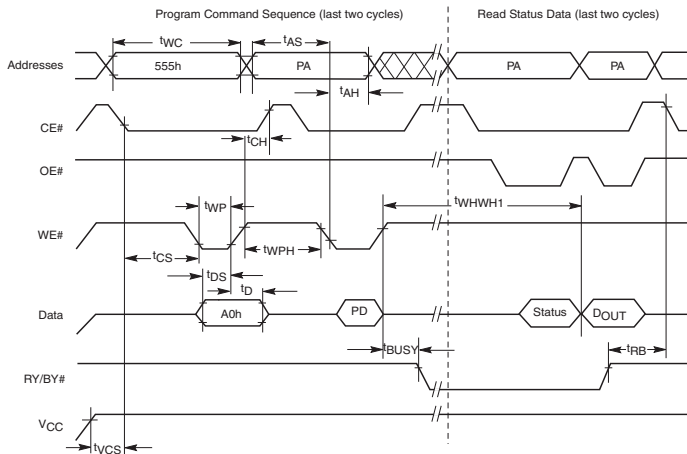 Program Command Sequence (last two cycles) Read Status Data (last two cycles)
tWC tAS
Addresses 555h PA PA PA
tAH
CE#
tCH
OE#
tWP tWHWH1
WE#
tCS tWPH
tDS
tD
Data A0h PD Status DOUT
tBUSY tRB
RY/BY#
VCC
tVCS